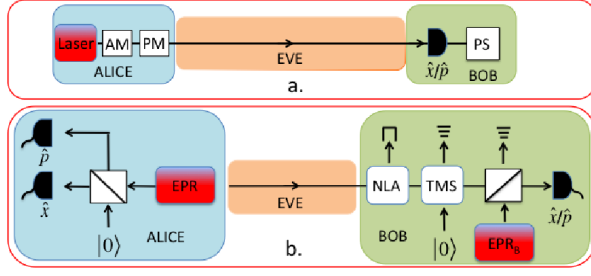 Laser AM PM PS
ALICE EVE x̂/p̂ BOB
a.
p̂
EPR NLA TMS
x̂ EVE x̂/p̂
|0⟩ ALICE b. BOB |0⟩ EPR_B